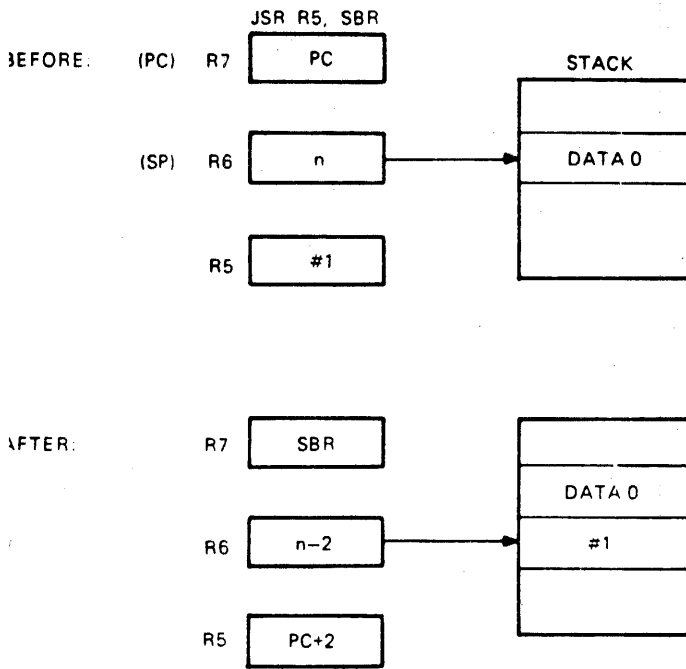 JSR R5, SBR
BEFORE: (PC) R7 PC
STACK
(SP) R6 n DATA 0
R5 #1
AFTER: R7 SBR
DATA 0
R6 n-2 #1
R5 PC+2